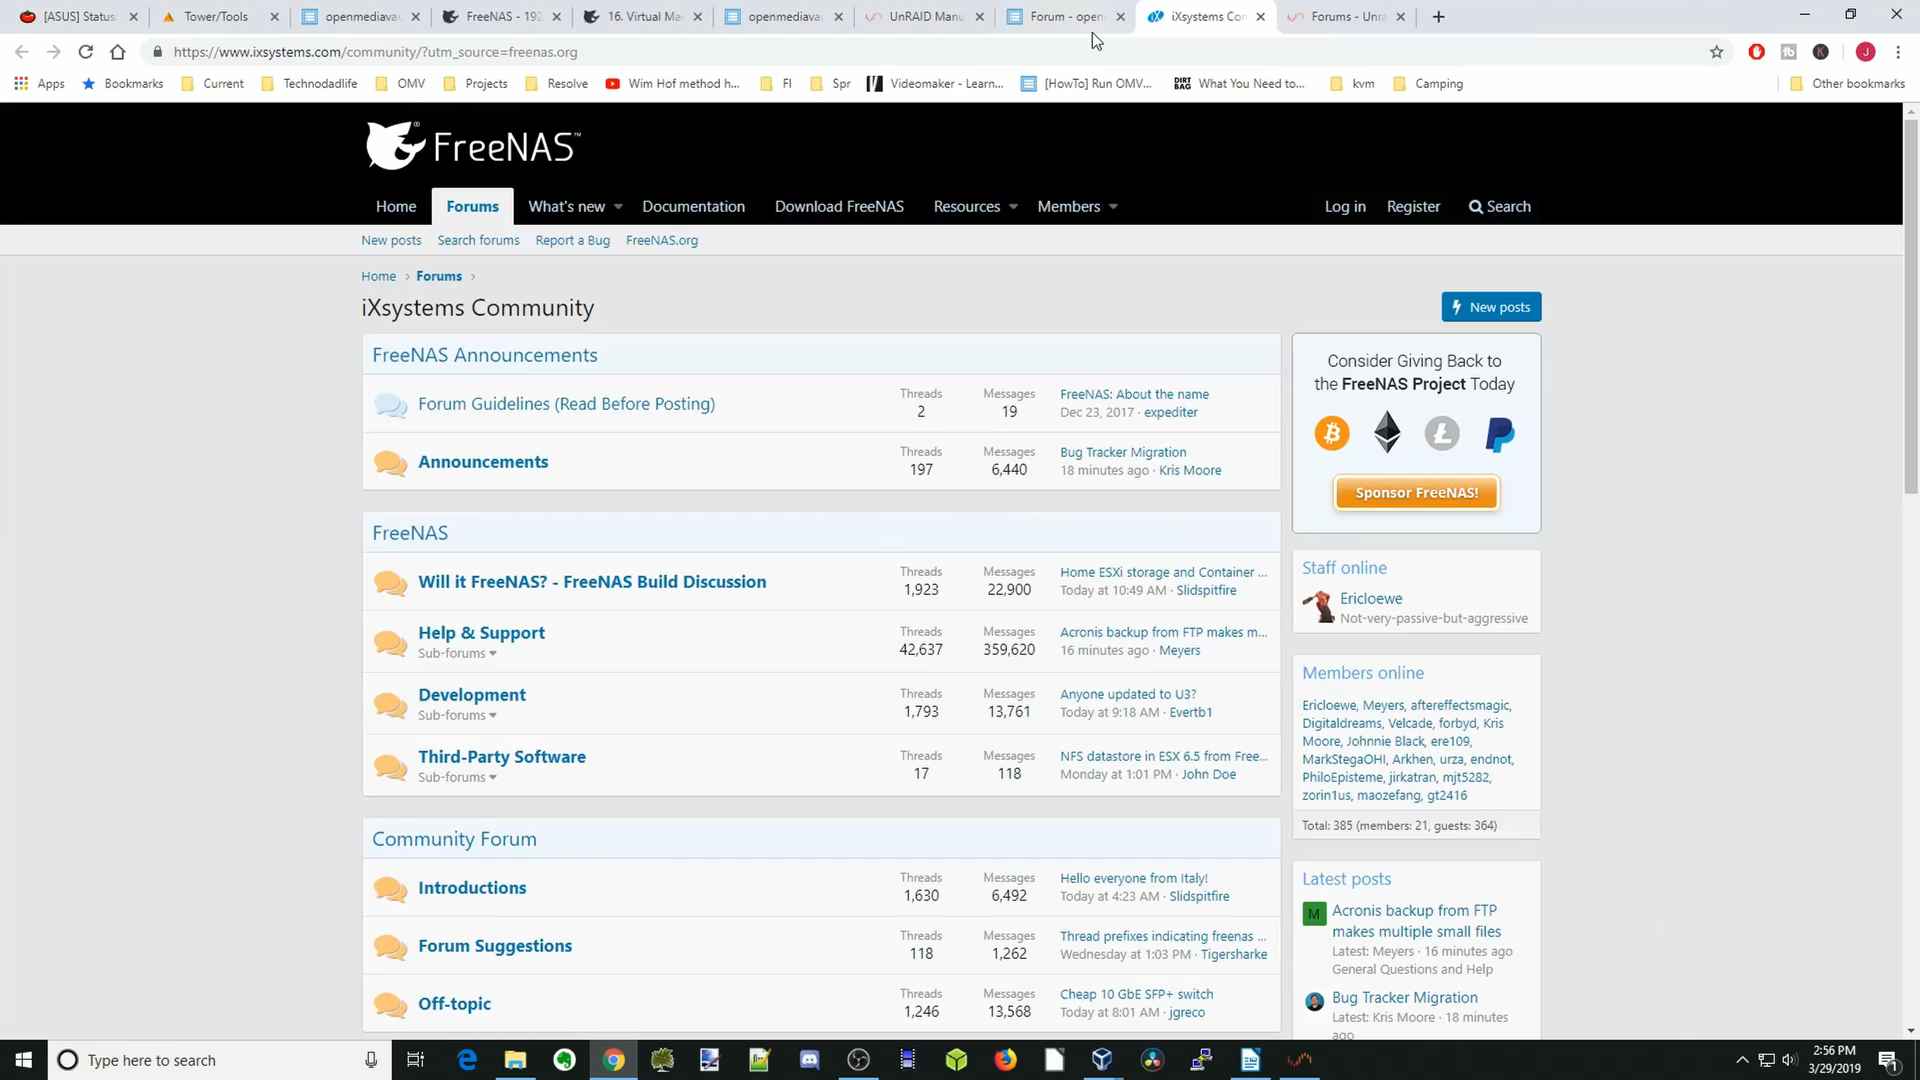 [ASUS] Status
Tower/Tools
openmediava
FreeNAS - 192
16. Virtual Ma
openmediava
UnRAID Manu
Forum - open
iXsystems Con
Forums - Unra
https://www.ixsystems.com/community/?utm_source=freenas.org
Apps
Bookmarks
Current
Technodadlife
OMV
Projects
Resolve
Wim Hof method h...
FI
Spr
Videomaker - Learn...
[HowTo] Run OMV...
DIRT BAG
What You Need to...
kvm
Camping
Other bookmarks
FreeNAS™
Home
Forums
What's new
Documentation
Download FreeNAS
Resources
Members
Log in
Register
Search
New posts
Search forums
Report a Bug
FreeNAS.org
Home › Forums ›
iXsystems Community
New posts
FreeNAS Announcements
Forum Guidelines (Read Before Posting)
Threads
2
Messages
19
FreeNAS: About the name
Dec 23, 2017 · expediter
Announcements
Threads
197
Messages
6,440
Bug Tracker Migration
18 minutes ago · Kris Moore
FreeNAS
Will it FreeNAS? - FreeNAS Build Discussion
Threads
1,923
Messages
22,900
Home ESXi storage and Container ...
Today at 10:49 AM · Slidspitfire
Help & Support
Sub-forums
Threads
42,637
Messages
359,620
Acronis backup from FTP makes m...
16 minutes ago · Meyers
Development
Sub-forums
Threads
1,793
Messages
13,761
Anyone updated to U3?
Today at 9:18 AM · Evertb1
Third-Party Software
Sub-forums
Threads
17
Messages
118
NFS datastore in ESX 6.5 from Free...
Monday at 1:01 PM · John Doe
Community Forum
Introductions
Threads
1,630
Messages
6,492
Hello everyone from Italy!
Today at 4:23 AM · Slidspitfire
Forum Suggestions
Threads
118
Messages
1,262
Thread prefixes indicating freenas ...
Wednesday at 1:03 PM · Tigersharke
Off-topic
Threads
1,246
Messages
13,568
Cheap 10 GbE SFP+ switch
Today at 8:01 AM · jgreco
Consider Giving Back to
the FreeNAS Project Today
Sponsor FreeNAS!
Staff online
Ericloewe
Not-very-passive-but-aggressive
Members online
Ericloewe, Meyers, aftereffectsmagic,
Digitaldreams, Velcade, forbyd, Kris
Moore, Johnnie Black, ere109,
MarkStegaOHI, Arkhen, urza, endnot,
PhiloEpisteme, jirkatran, mjt5282,
zorin1us, maozefang, gt2416
Total: 385 (members: 21, guests: 364)
Latest posts
M
Acronis backup from FTP
makes multiple small files
Latest: Meyers · 16 minutes ago
General Questions and Help
Bug Tracker Migration
Latest: Kris Moore · 18 minutes
ago
Type here to search
2:56 PM
3/29/2019
1